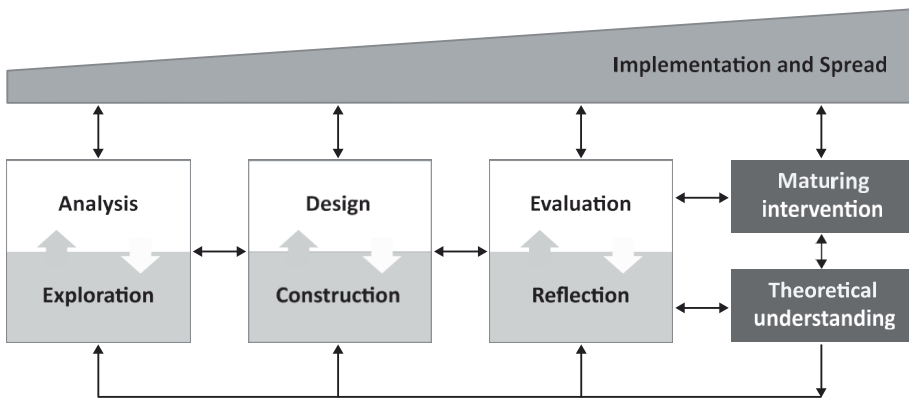 Implementation and Spread
Analysis
Exploration
Design
Construction
Evaluation
Reflection
Maturing
intervention
Theoretical
understanding